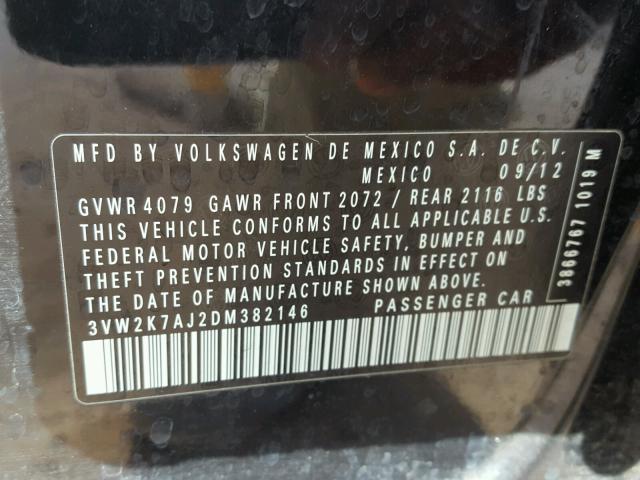 MFD BY VOLKSWAGEN DE MEXICO S.A. DE C.V.
MEXICO 09/12
GVWR 4079 GAWR FRONT 2072 / REAR 2116 LBS
THIS VEHICLE CONFORMS TO ALL APPLICABLE U.S.
FEDERAL MOTOR VEHICLE SAFETY, BUMPER AND
THEFT PREVENTION STANDARDS IN EFFECT ON
THE DATE OF MANUFACTURE SHOWN ABOVE.
3VW2K7AJ2DM382146 PASSENGER CAR
3866767 1019 M